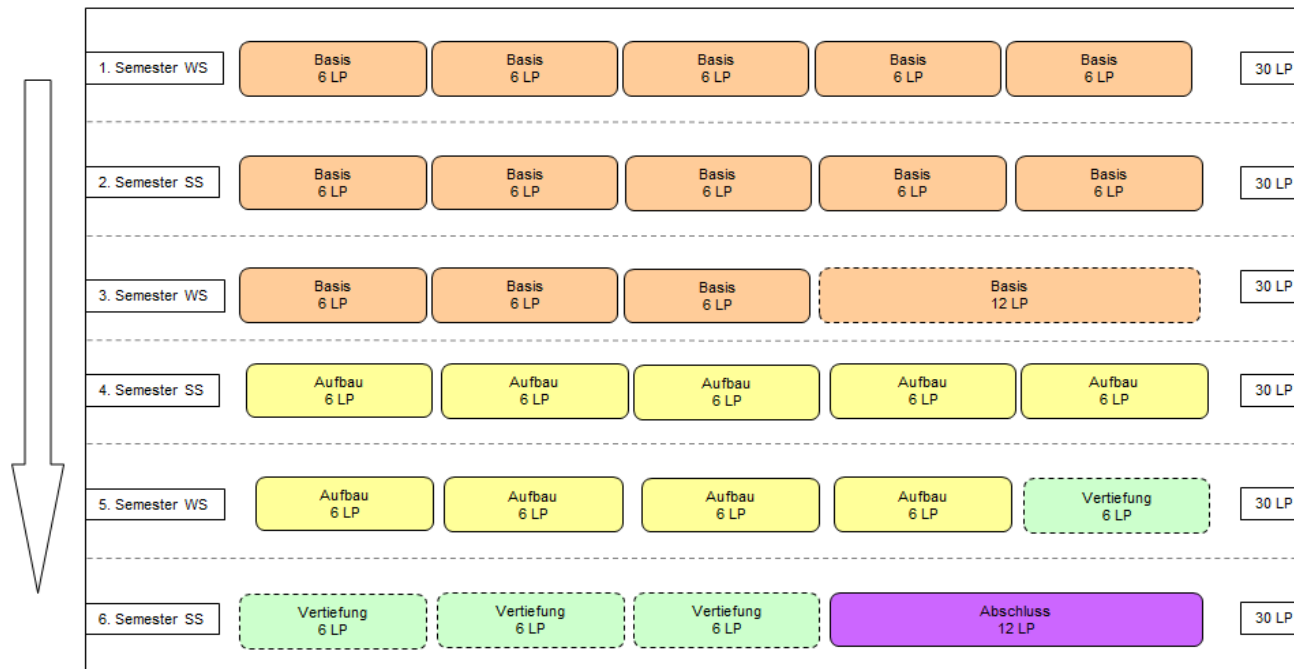 1. Semester WS
Basis
6 LP
Basis
6 LP
Basis
6 LP
Basis
6 LP
Basis
6 LP
30 LP
2. Semester SS
Basis
6 LP
Basis
6 LP
Basis
6 LP
Basis
6 LP
Basis
6 LP
30 LP
3. Semester WS
Basis
6 LP
Basis
6 LP
Basis
6 LP
Basis
12 LP
30 LP
4. Semester SS
Aufbau
6 LP
Aufbau
6 LP
Aufbau
6 LP
Aufbau
6 LP
Aufbau
6 LP
30 LP
5. Semester WS
Aufbau
6 LP
Aufbau
6 LP
Aufbau
6 LP
Aufbau
6 LP
Vertiefung
6 LP
30 LP
6. Semester SS
Vertiefung
6 LP
Vertiefung
6 LP
Vertiefung
6 LP
Abschluss
12 LP
30 LP